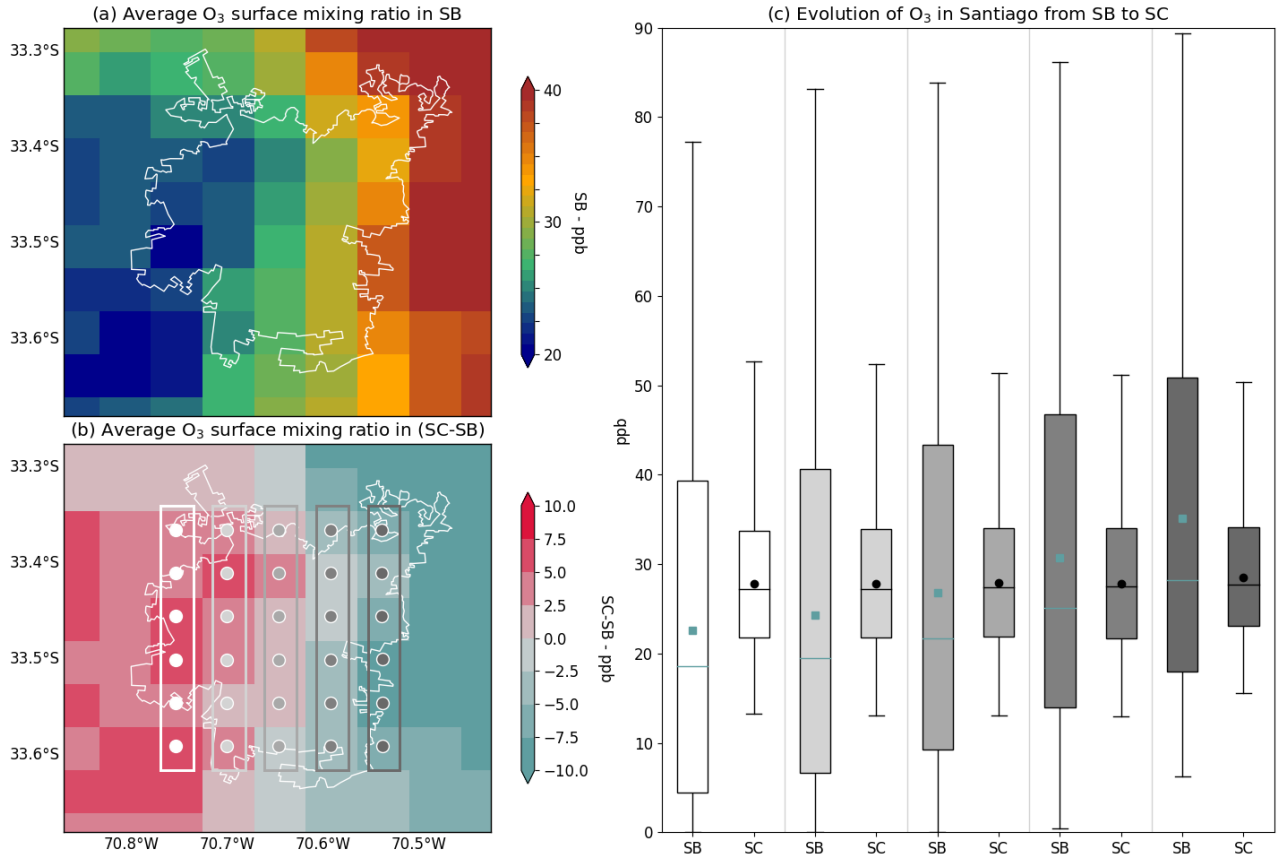 (a) Average O₃ surface mixing ratio in SB
33.3°S
33.4°S
33.5°S
33.6°S
40
30
20
SB - ppb
(b) Average O₃ surface mixing ratio in (SC-SB)
33.3°S
33.4°S
33.5°S
33.6°S
70.8°W 70.7°W 70.6°W 70.5°W
10.0
7.5
5.0
2.5
0.0
−2.5
−5.0
−7.5
−10.0
SC-SB - ppb
(c) Evolution of O₃ in Santiago from SB to SC
90
80
70
60
50
40
30
20
10
0
ppb
SB SC SB SC SB SC SB SC SB SC